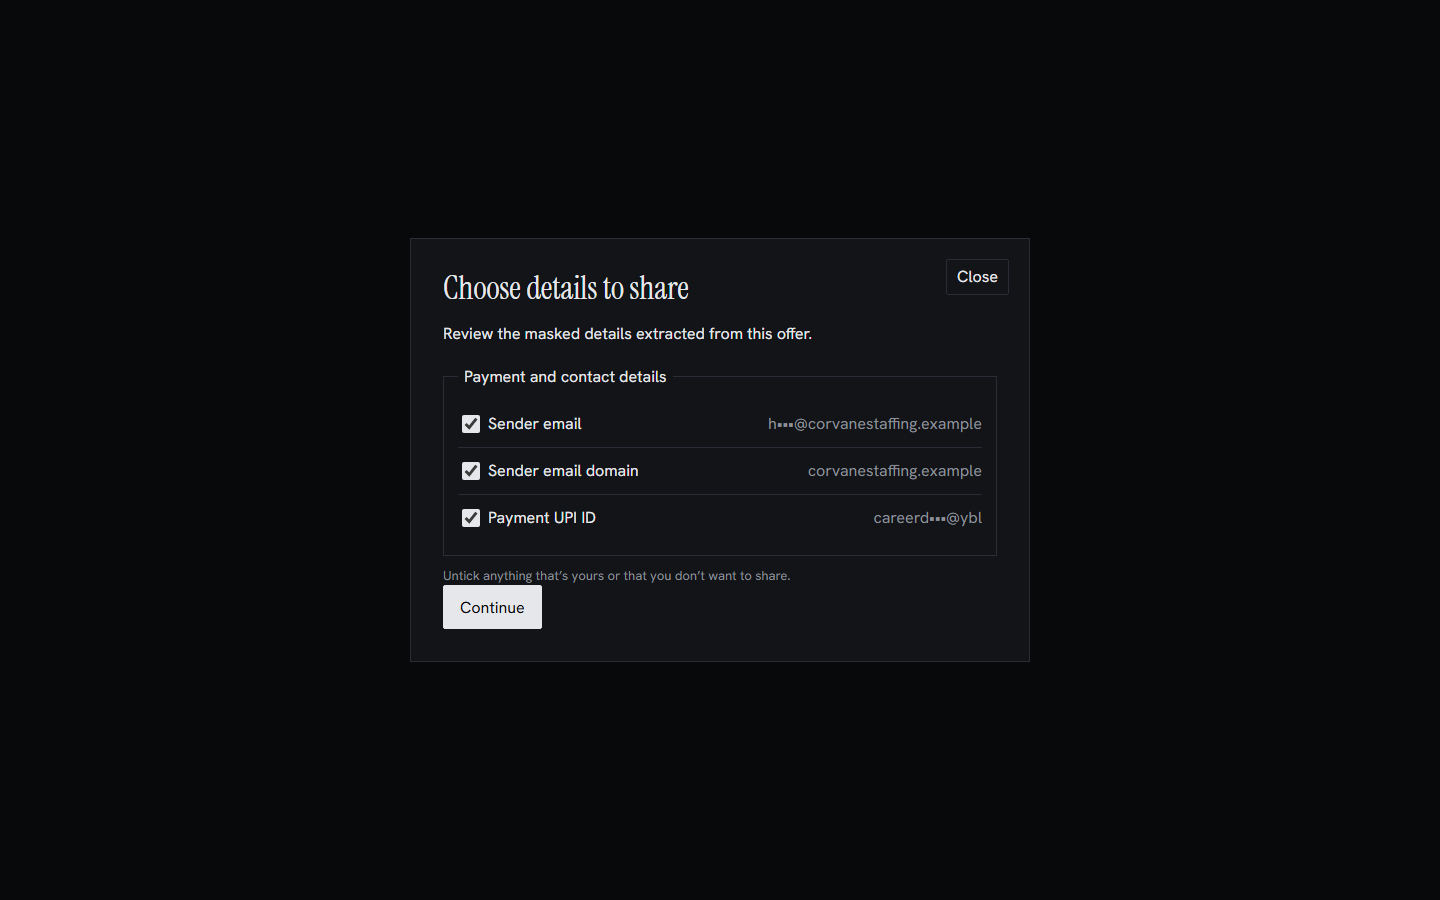 Choose details to share
Close
Review the masked details extracted from this offer.
Payment and contact details
Sender email h▪▪▪@corvanestaffing.example
Sender email domain corvanestaffing.example
Payment UPI ID careerd▪▪▪@ybl
Untick anything that’s yours or that you don’t want to share.
Continue